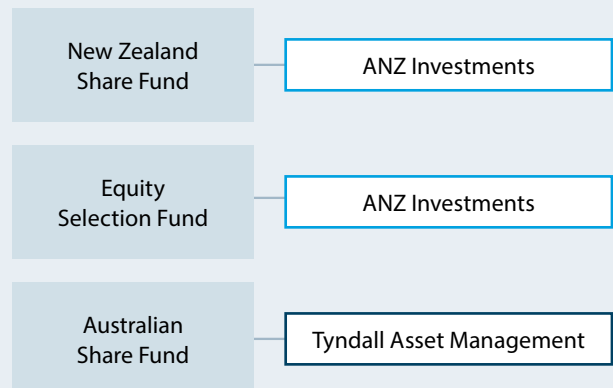 New Zealand
Share Fund
ANZ Investments
Equity
Selection Fund
ANZ Investments
Australian
Share Fund
Tyndall Asset Management